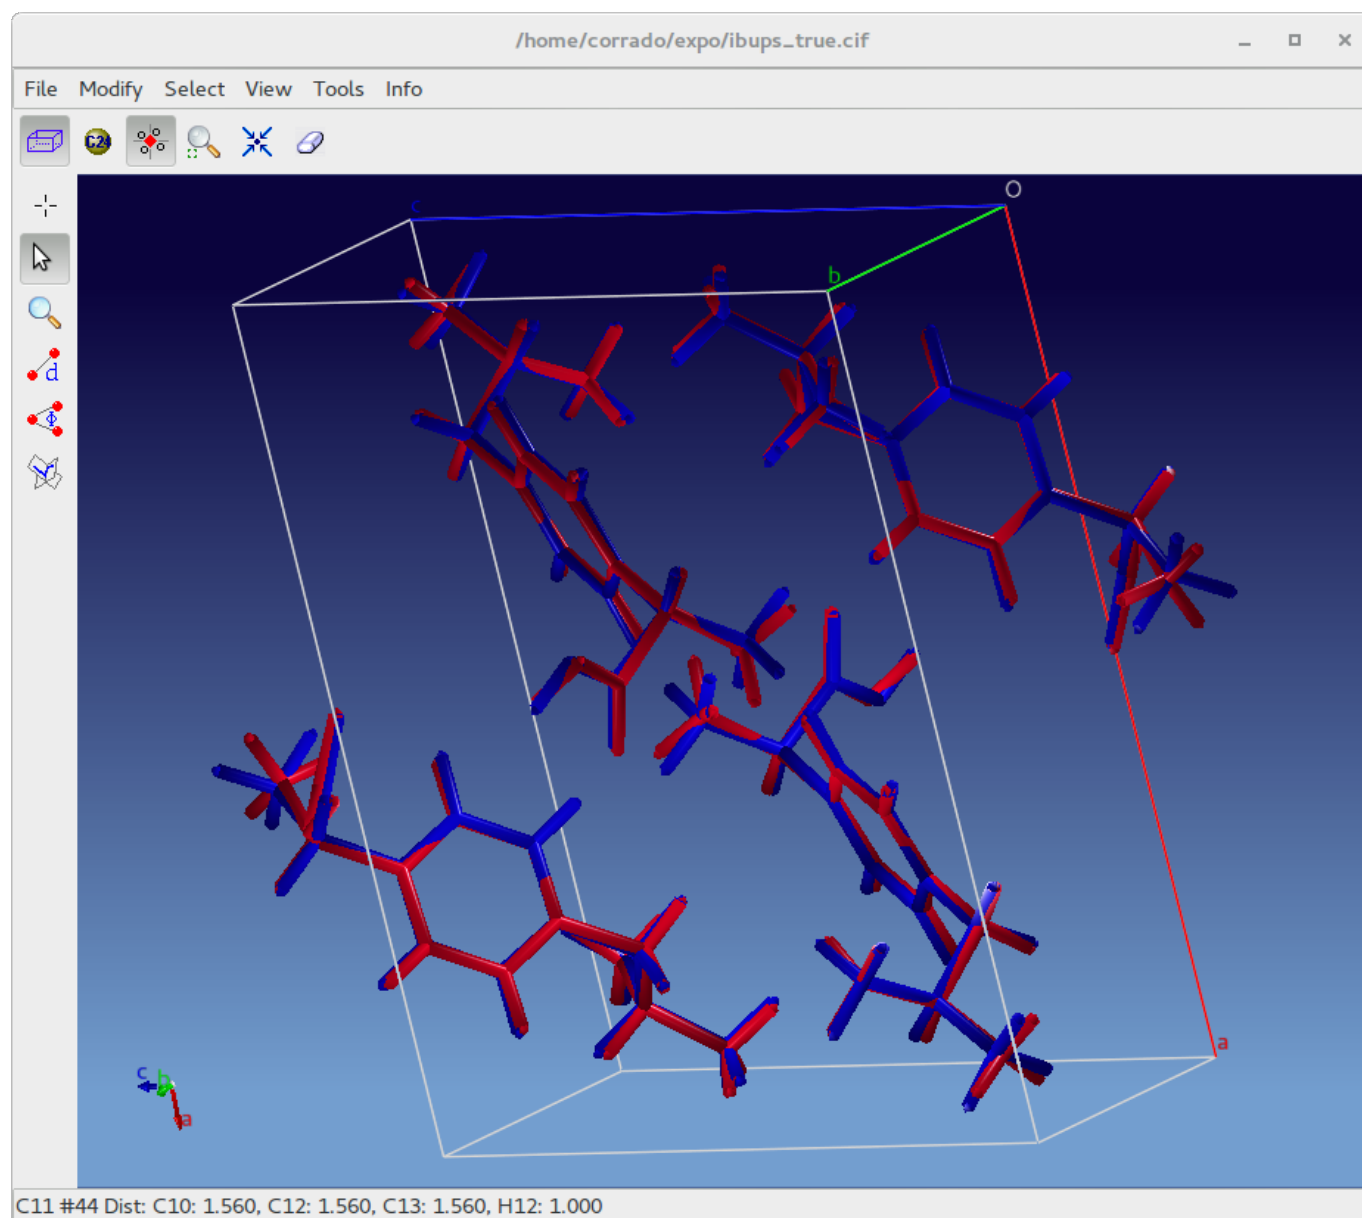 /home/corrado/expo/ibups_true.cif
File Modify Select View Tools Info
C24
O
c
b
d
Φ
a
c b
a
C11 #44 Dist: C10: 1.560, C12: 1.560, C13: 1.560, H12: 1.000